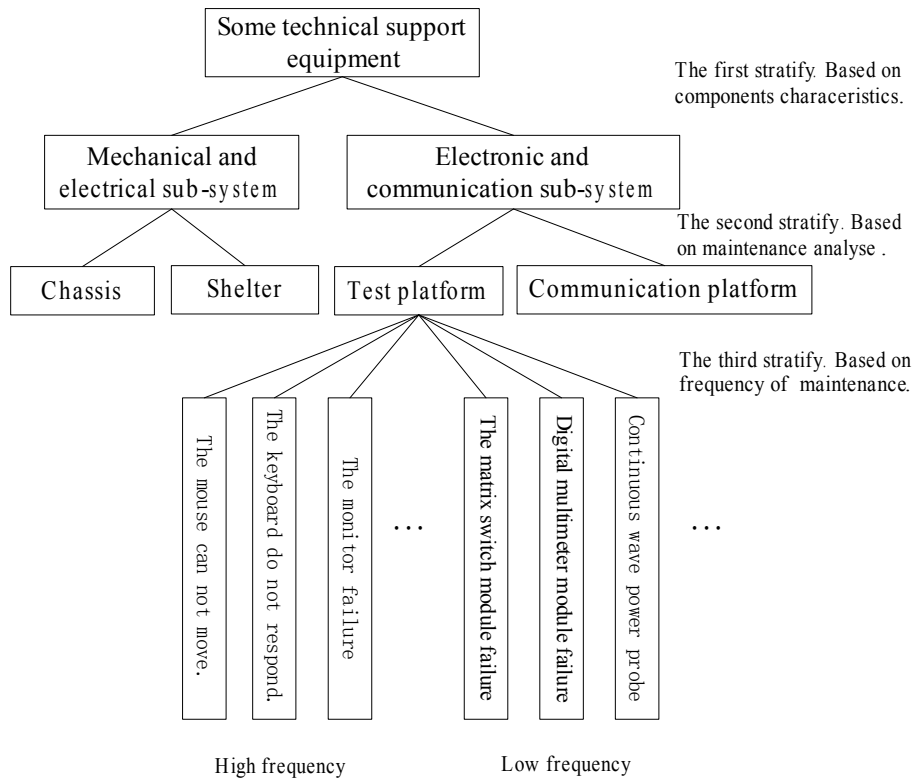 Some technical support
equipment
The first stratify. Based on
components characeristics.
Mechanical and
electrical sub-system
Electronic and
communication sub-system
The second stratify. Based
on maintenance analyse .
Chassis
Shelter
Test platform
Communication platform
The third stratify. Based on
frequency of maintenance.
The mouse can not move.
The keyboard do not respond.
The monitor failure
...
The matrix switch module failure
Digital multimeter module failure
Continuous wave power probe
...
High frequency
Low frequency